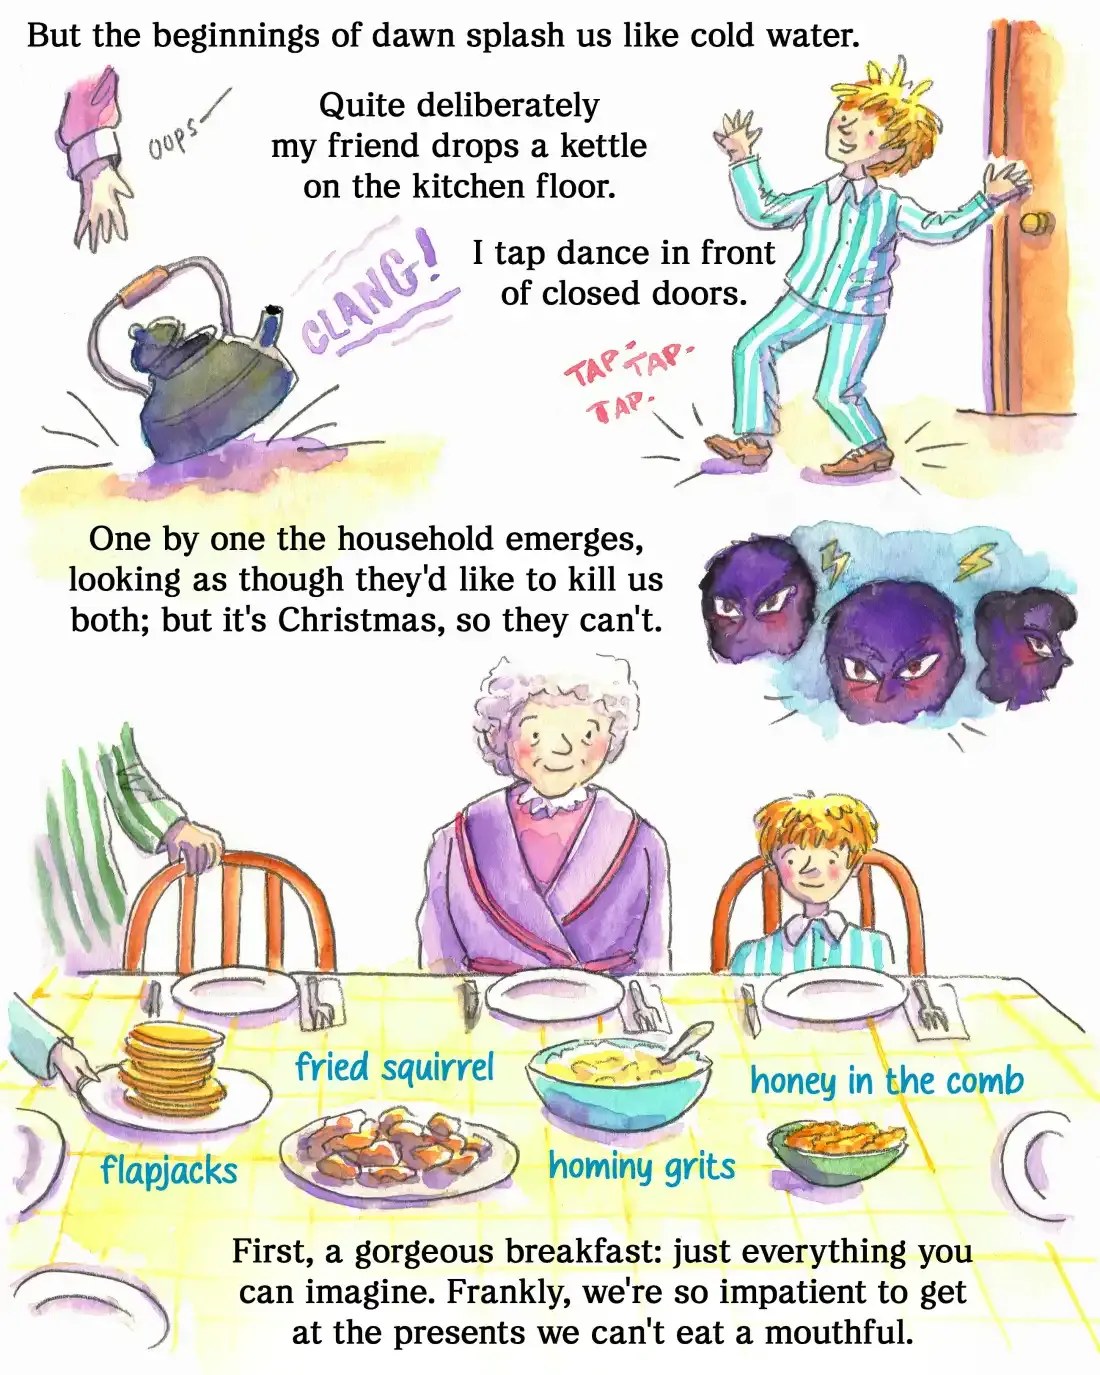 But the beginnings of dawn splash us like cold water.
OOPS—
Quite deliberately
my friend drops a kettle
on the kitchen floor.
CLANG!
I tap dance in front
of closed doors.
TAP-TAP-
TAP.
One by one the household emerges,
looking as though they'd like to kill us
both; but it's Christmas, so they can't.
fried squirrel
honey in the comb
flapjacks
hominy grits
First, a gorgeous breakfast: just everything you
can imagine. Frankly, we're so impatient to get
at the presents we can't eat a mouthful.